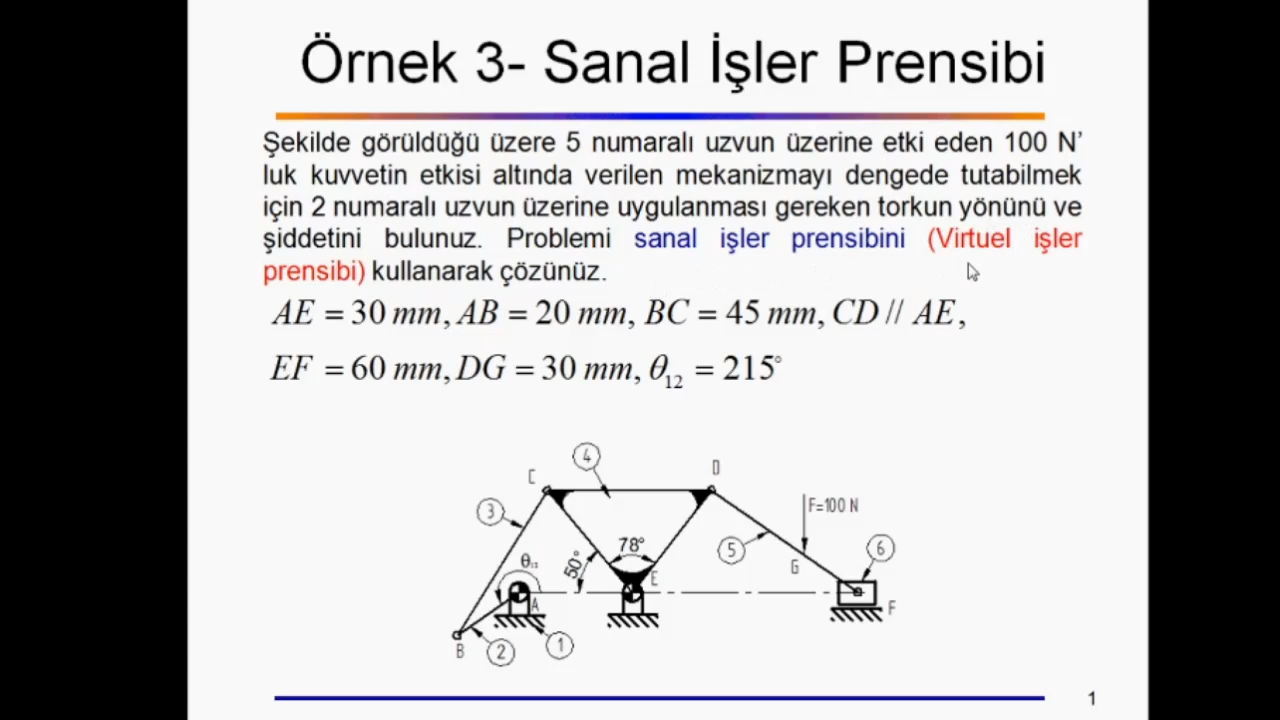 Örnek 3- Sanal İşler Prensibi
Şekilde görüldüğü üzere 5 numaralı uzvun üzerine etki eden 100 N'
luk kuvvetin etkisi altında verilen mekanizmayı dengede tutabilmek
için 2 numaralı uzvun üzerine uygulanması gereken torkun yönünü ve
şiddetini bulunuz. Problemi sanal işler prensibini (Virtuel işler
prensibi) kullanarak çözünüz.
AE = 30 mm, AB = 20 mm, BC = 45 mm, CD // AE,
EF = 60 mm, DG = 30 mm, θ12 = 215°
4
C
D
3
F=100 N
78°
5
6
θ
50°
G
E
A
F
B
2
1
1